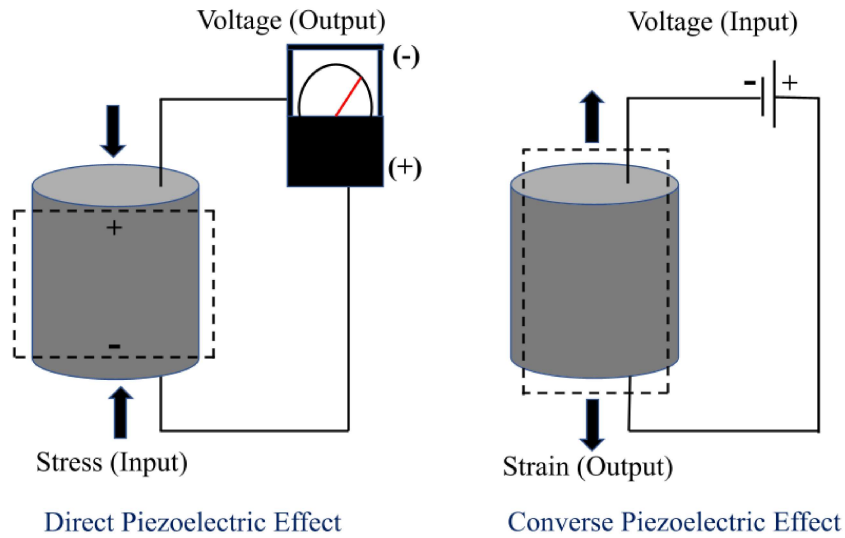 Voltage (Output)
(-)
(+)
+
-
Stress (Input)
Direct Piezoelectric Effect
Voltage (Input)
- +
Strain (Output)
Converse Piezoelectric Effect